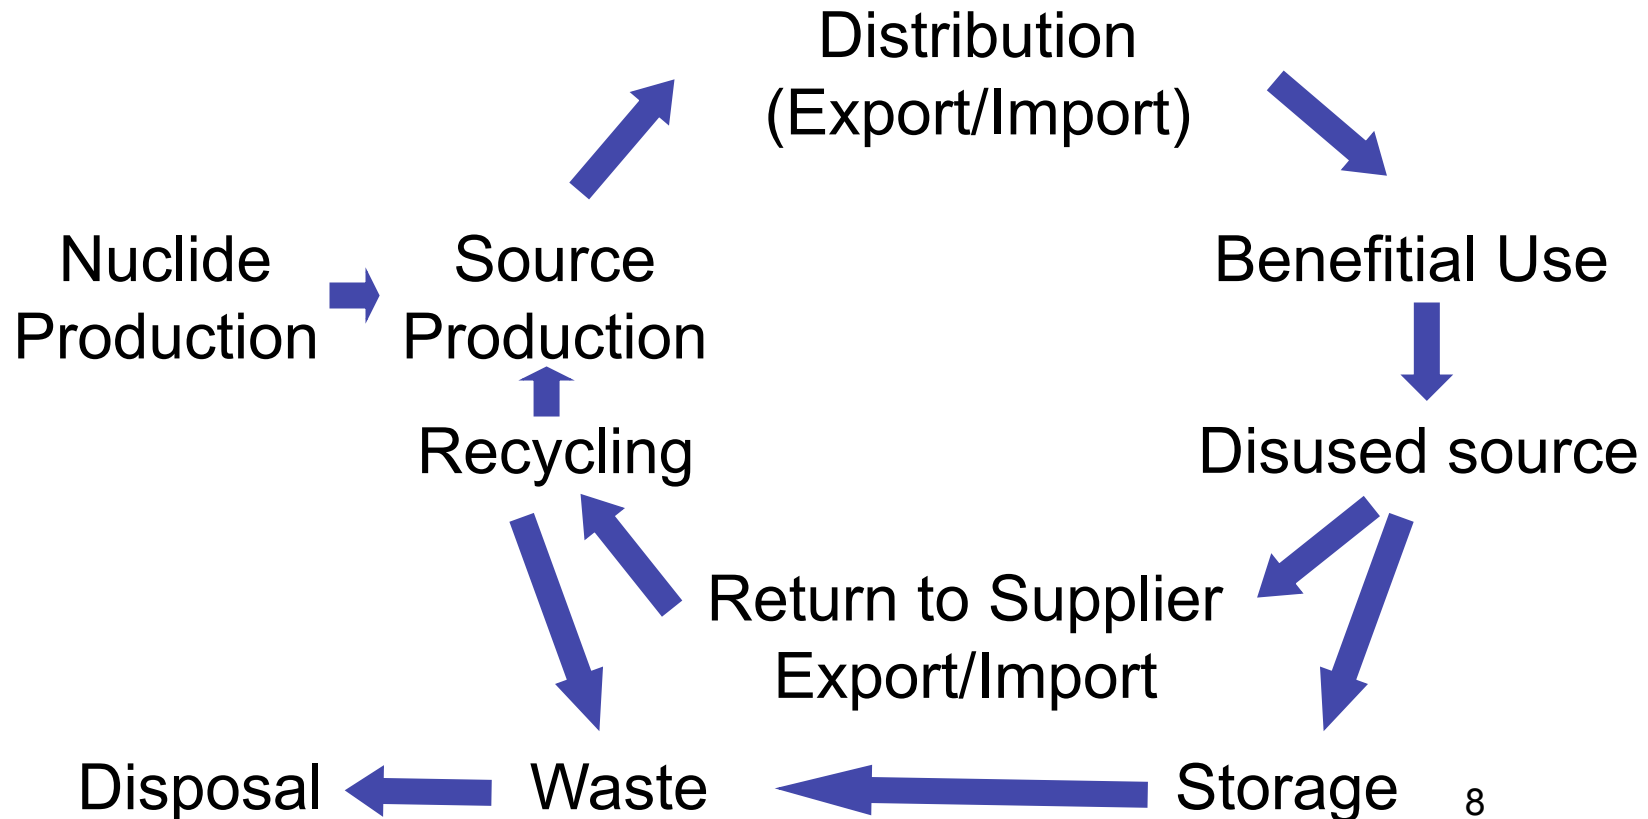 Distribution
(Export/Import)
Nuclide
Production
Source
Production
Benefitial Use
Recycling
Disused source
Return to Supplier
Export/Import
Disposal
Waste
Storage
8